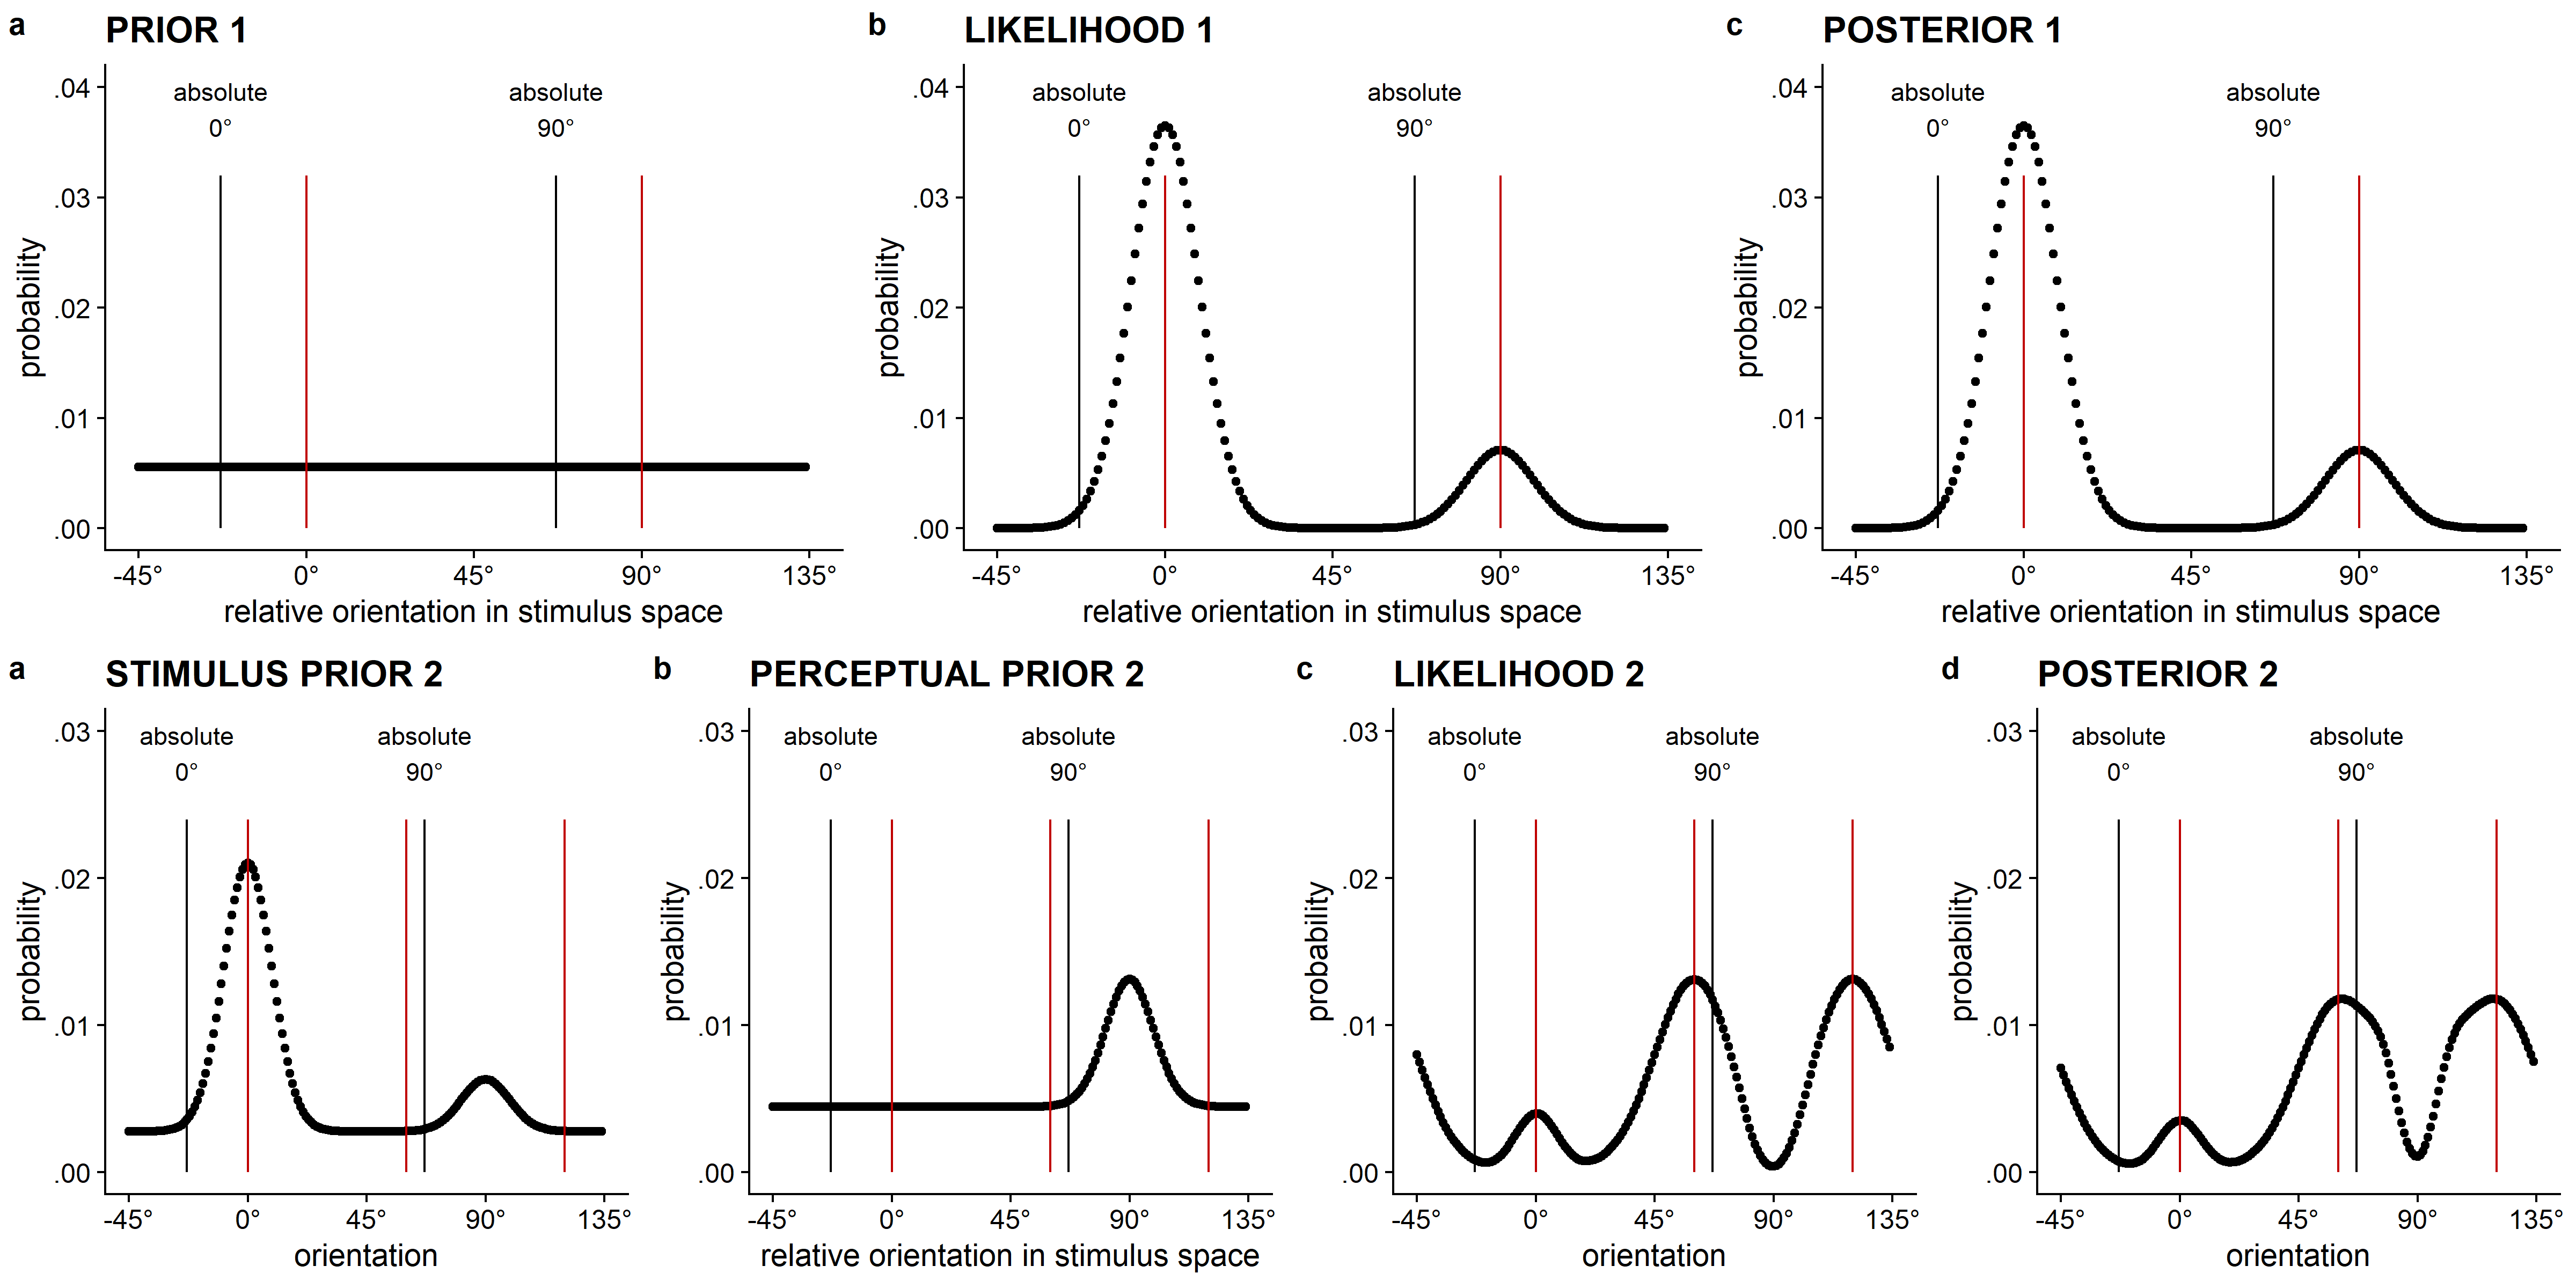 a PRIOR 1
absolute absolute
0° 90°
.04
.03
.02
.01
.00
probability
-45° 0° 45° 90° 135°
relative orientation in stimulus space
b LIKELIHOOD 1
absolute absolute
0° 90°
.04
.03
.02
.01
.00
probability
-45° 0° 45° 90° 135°
relative orientation in stimulus space
c POSTERIOR 1
absolute absolute
0° 90°
.04
.03
.02
.01
.00
probability
-45° 0° 45° 90° 135°
relative orientation in stimulus space
a STIMULUS PRIOR 2
absolute absolute
0° 90°
.03
.02
.01
.00
probability
-45° 0° 45° 90° 135°
orientation
b PERCEPTUAL PRIOR 2
absolute absolute
0° 90°
.03
.02
.01
.00
probability
-45° 0° 45° 90° 135°
relative orientation in stimulus space
c LIKELIHOOD 2
absolute absolute
0° 90°
.03
.02
.01
.00
probability
-45° 0° 45° 90° 135°
orientation
d POSTERIOR 2
absolute absolute
0° 90°
.03
.02
.01
.00
probability
-45° 0° 45° 90° 135°
orientation